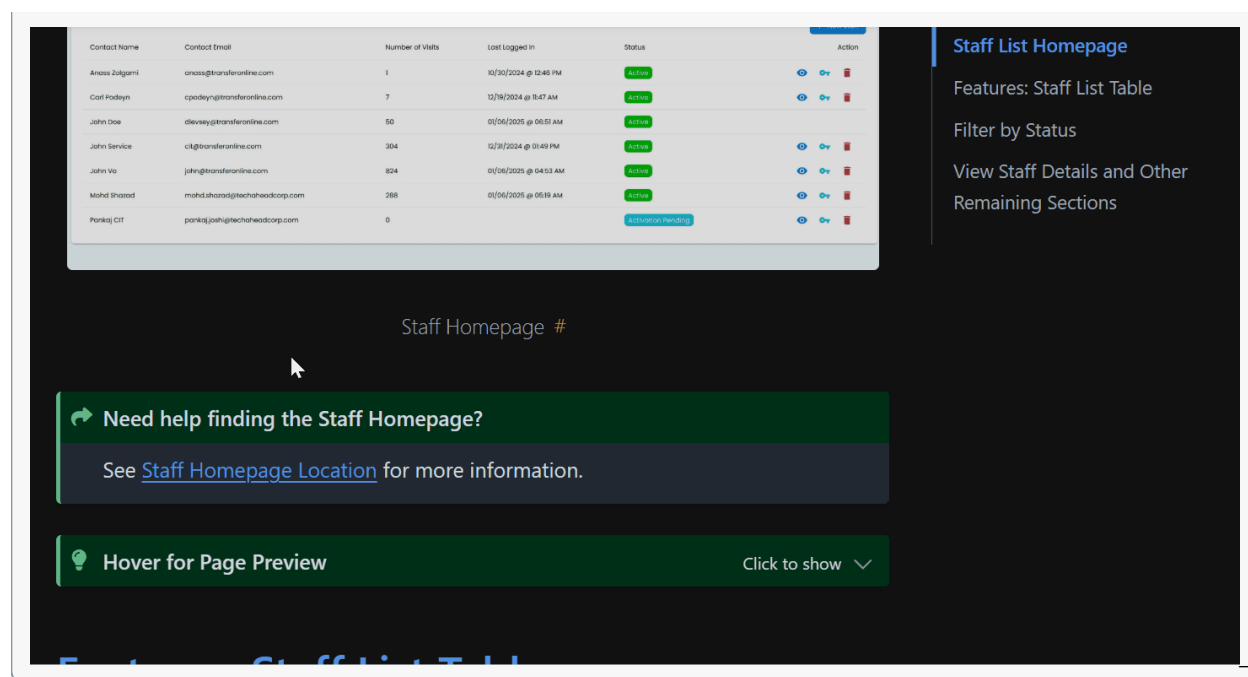 Contact Name Contact Email Number of Visits Last Logged In Status Action
Anass Zolgami anass@transferonline.com 1 10/30/2024 @ 12:46 PM Active
Carl Podeyn cpodeyn@transferonline.com 7 12/19/2024 @ 11:47 AM Active
John Doe dlevsey@transferonline.com 50 01/06/2025 @ 06:51 AM Active
John Service cit@transferonline.com 304 12/31/2024 @ 01:49 PM Active
John Vo john@transferonline.com 824 01/06/2025 @ 04:53 AM Active
Mohd Sharad mohd.sharad@techaheadcorp.com 288 01/06/2025 @ 05:19 AM Active
Pankaj CIT pankaj.joshi@techaheadcorp.com 0 Activation Pending
Staff Homepage #
Need help finding the Staff Homepage?
See Staff Homepage Location for more information.
Hover for Page Preview Click to show
Staff List Homepage
Features: Staff List Table
Filter by Status
View Staff Details and Other
Remaining Sections